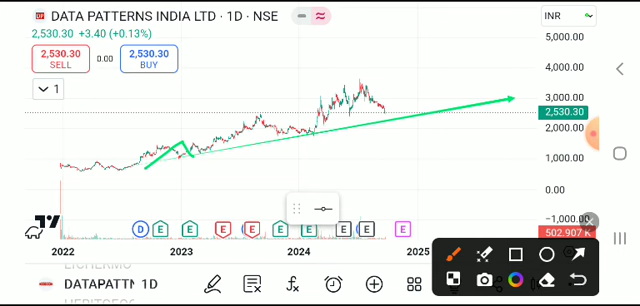 DATA PATTERNS INDIA LTD · 1D · NSE
INR
2,530.30 +3.40 (+0.13%)
5,000.00
2,530.30
SELL
0.00
2,530.30
BUY
4,000.00
1
3,000.00
2,530.30
2,000.00
1,000.00
0.00
−1,000.00
D E E E E E E E E E
502.907 K
2022 2023 2024 2025
DATAPATTN 1D